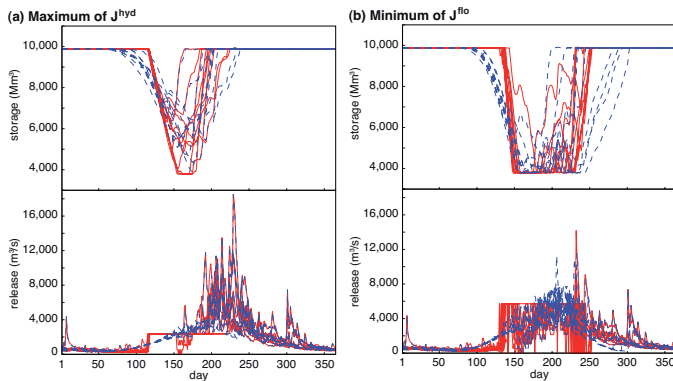 (a) Maximum of J^hyd
(b) Minimum of J^flo
storage (Mm³)
10,000
8,000
6,000
4,000
storage (Mm³)
10,000
8,000
6,000
4,000
release (m³/s)
16,000
12,000
8,000
4,000
0
release (m³/s)
16,000
12,000
8,000
4,000
0
1 50 100 150 200 250 300 350
day
1 50 100 150 200 250 300 350
day